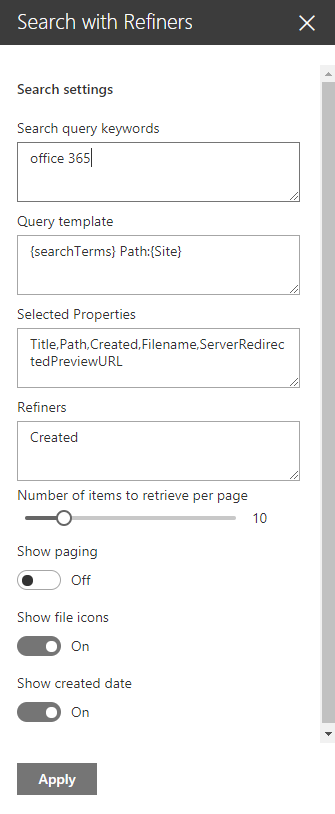 Search with Refiners
Search settings
Search query keywords
office 365
Query template
{searchTerms} Path:{Site}
Selected Properties
Title,Path,Created,Filename,ServerRedirec
tedPreviewURL
Refiners
Created
Number of items to retrieve per page
10
Show paging
Off
Show file icons
On
Show created date
On
Apply